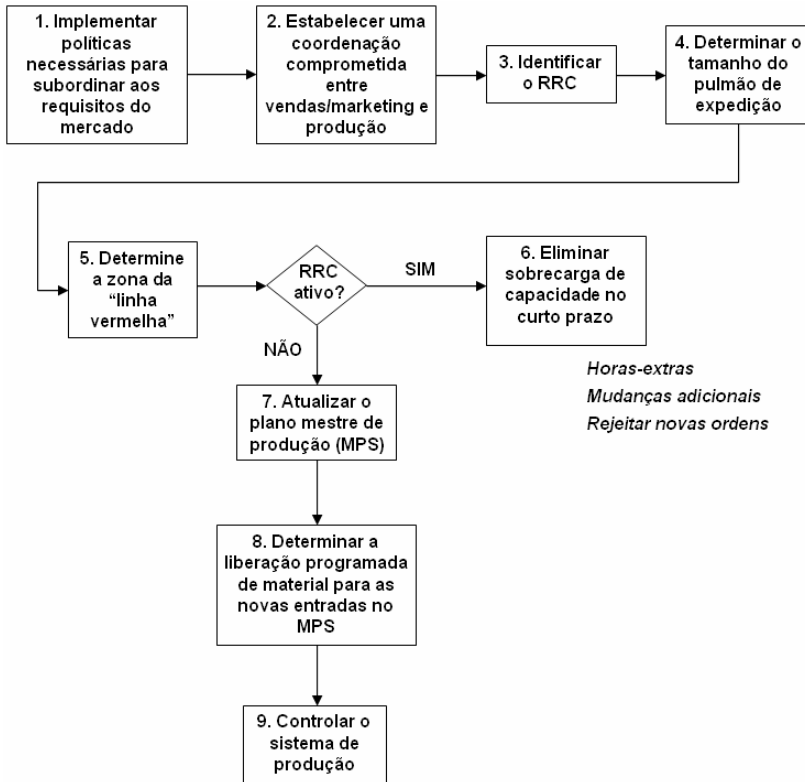 1. Implementar
políticas
necessárias para
subordinar aos
requisitos do
mercado
2. Estabelecer uma
coordenação
comprometida
entre
vendas/marketing e
produção
3. Identificar
o RRC
4. Determinar o
tamanho do
pulmão de
expedição
5. Determine
a zona da
“linha
vermelha”
RRC
ativo?
SIM
6. Eliminar
sobrecarga de
capacidade no
curto prazo
NÃO
Horas-extras
Mudanças adicionais
Rejeitar novas ordens
7. Atualizar o
plano mestre de
produção (MPS)
8. Determinar a
liberação programada
de material para as
novas entradas no
MPS
9. Controlar o
sistema de
produção